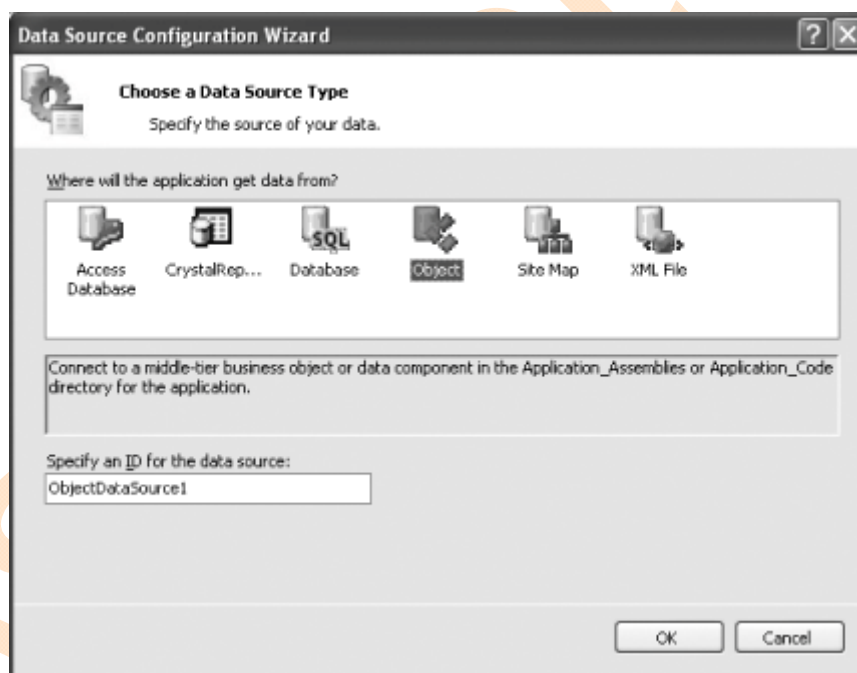 Data Source Configuration Wizard
Choose a Data Source Type
Specify the source of your data.
Where will the application get data from?
Access Database
CrystalRep...
Database
Object
Site Map
XML File
Connect to a middle-tier business object or data component in the Application_Assemblies or Application_Code
directory for the application.
Specify an ID for the data source:
ObjectDataSource1
OK
Cancel